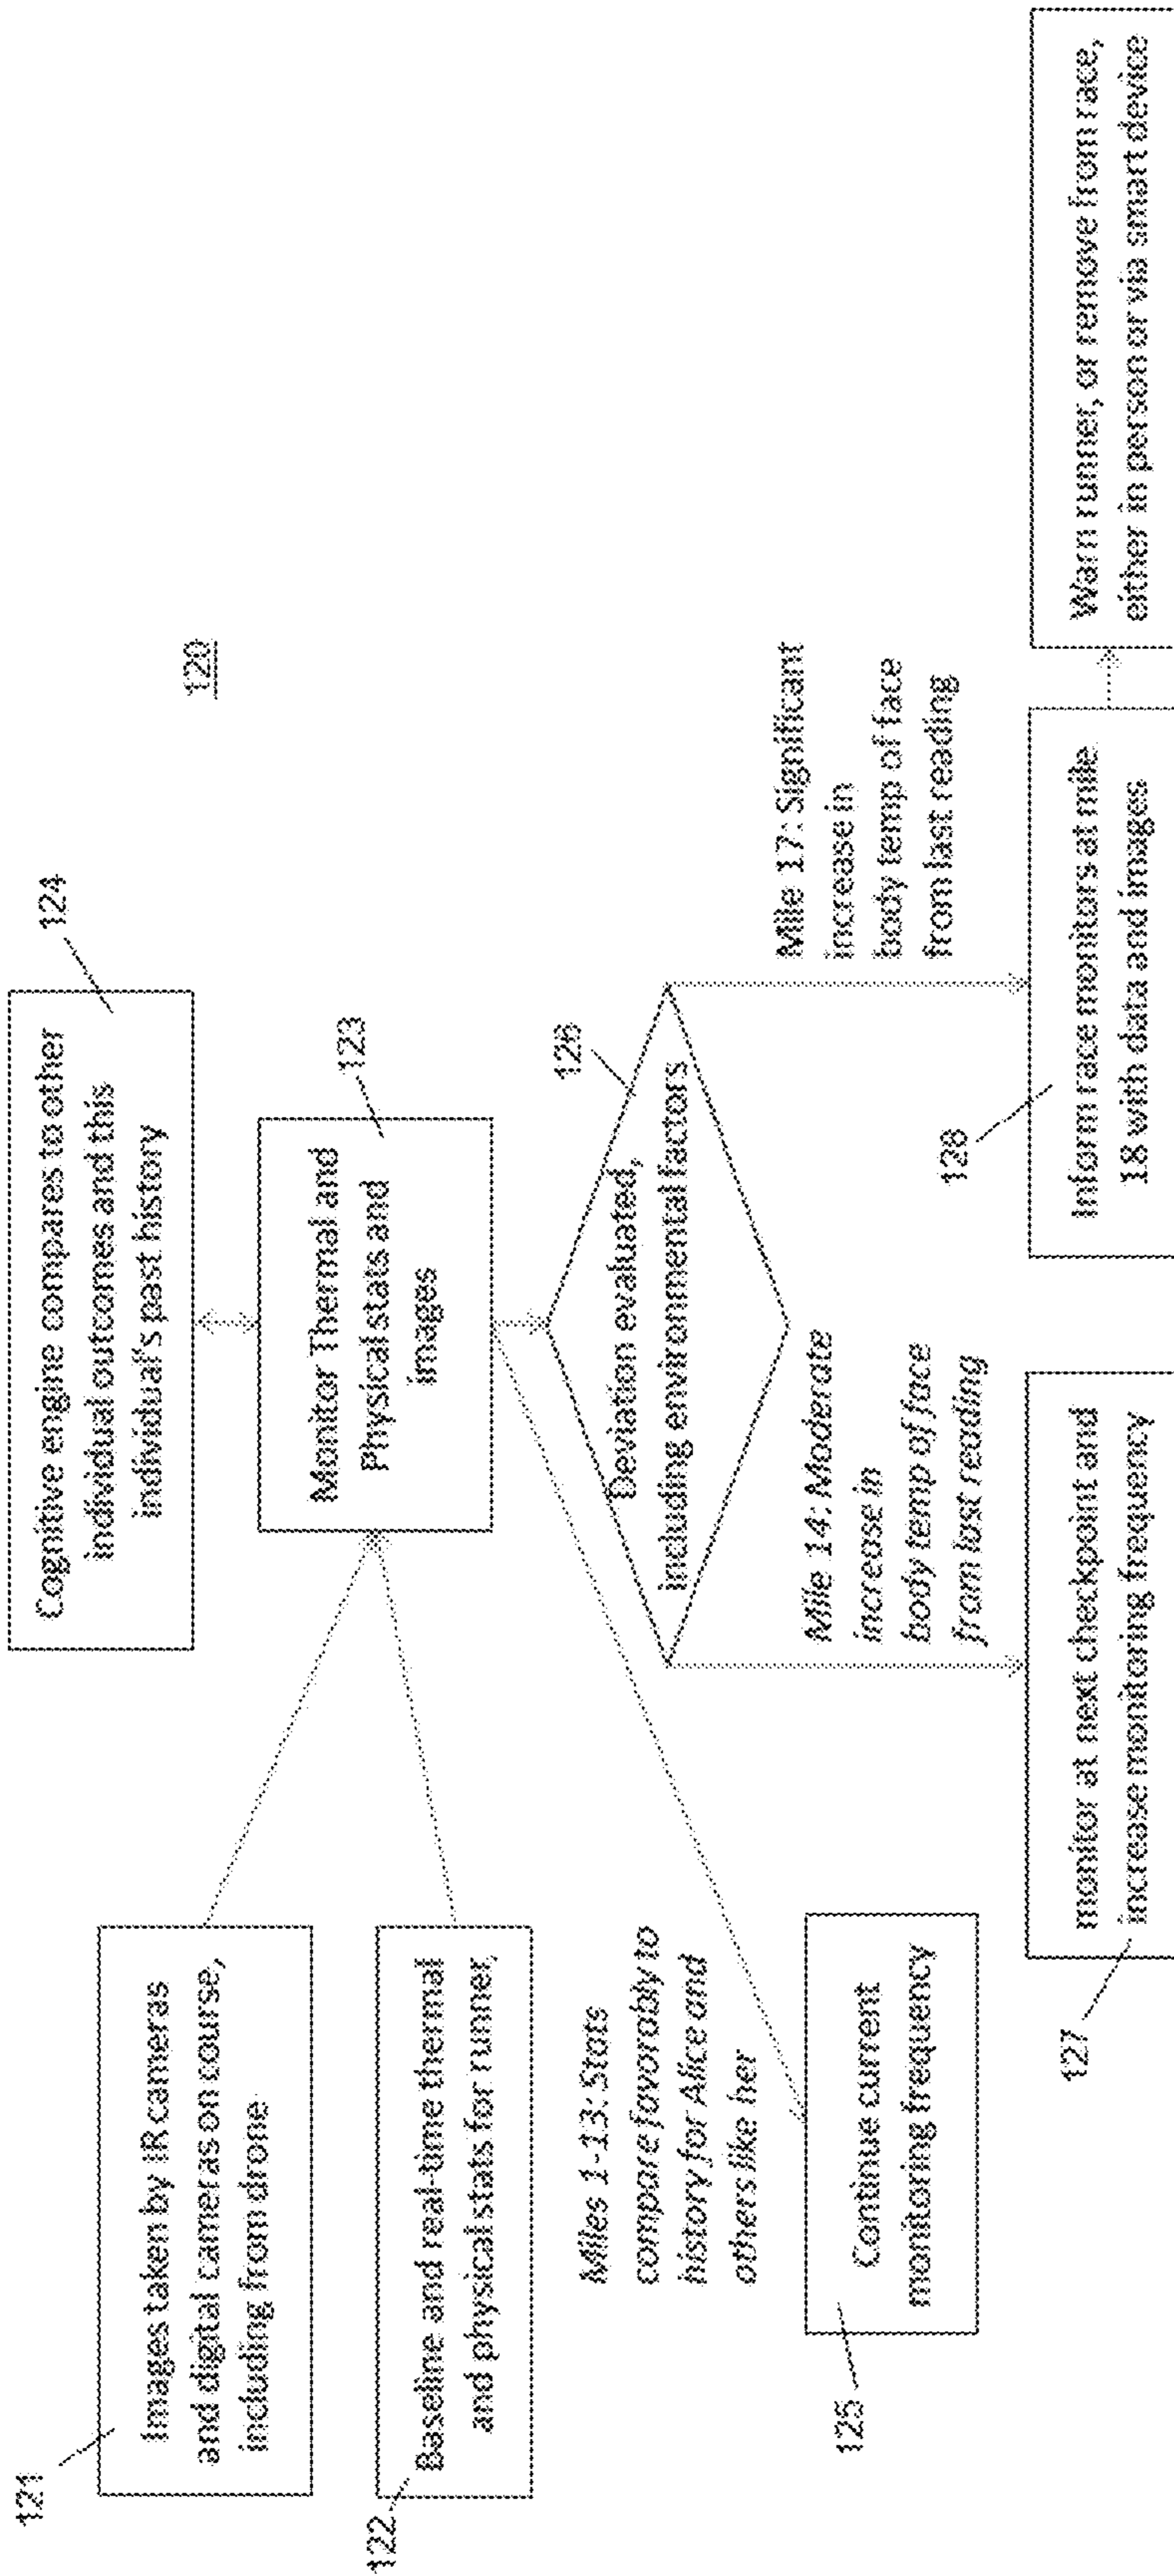 120
121
Images taken by IR cameras
and digital cameras on course,
including from drone
122
Baseline and real-time thermal
and physical stats for runner,
124
Cognitive engine compares to other
individual outcomes and this
individual's past history
123
Monitor Thermal and
Physical stats and
images
Miles 1-13: Stats
compare favorably to
history for Alice and
others like her
125
Continue current
monitoring frequency
126
Deviation evaluated,
including environmental factors
Mile 14: Moderate
increase in
body temp of face
from last reading
127
monitor at next checkpoint and
increase monitoring frequency
Mile 17: Significant
increase in
body temp of face
from last reading
128
Inform race monitors at mile
18 with data and images
Warn runner, or remove from race,
either in person or via smart device